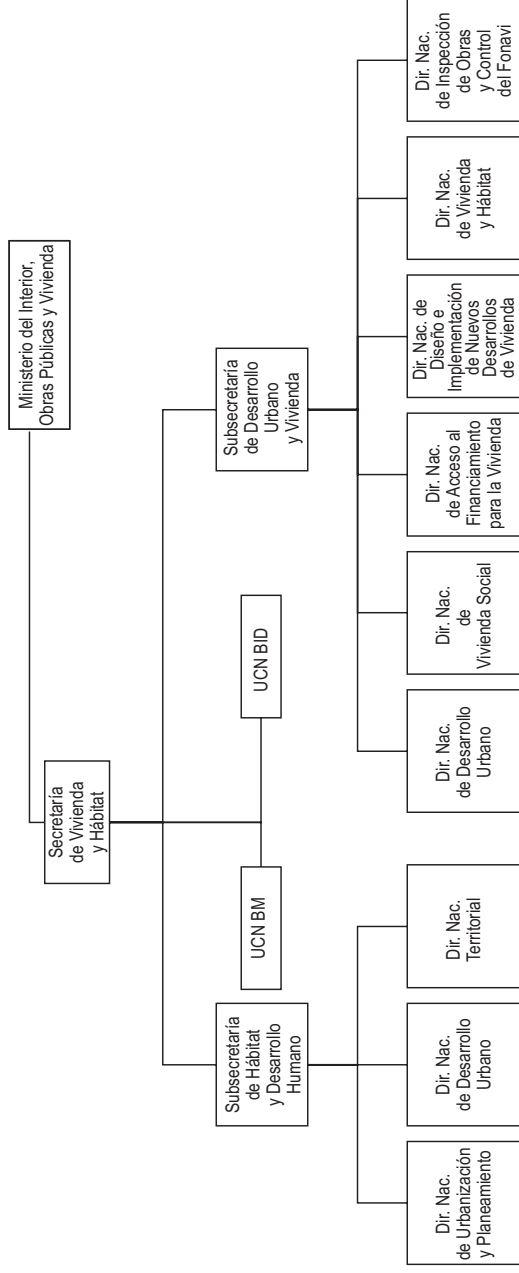 Ministerio del Interior,
Obras Públicas y Vivienda
Secretaría
de Vivienda
y Hábitat
Subsecretaría
de Hábitat
y Desarrollo
Humano
UCN BM
UCN BID
Subsecretaría
de Desarrollo
Urbano
y Vivienda
Dir. Nac.
de Urbanización
y Planeamiento
Dir. Nac.
de Desarrollo
Urbano
Dir. Nac.
Territorial
Dir. Nac.
de Desarrollo
Urbano
Dir. Nac.
de
Vivienda Social
Dir. Nac.
de Acceso al
Financiamiento
para la Vivienda
Dir. Nac. de
Diseño e
Implementación
de Nuevos
Desarrollos
de Vivienda
Dir. Nac.
de Vivienda
y Hábitat
Dir. Nac.
de Inspección
de Obras
y Control
del Fonavi